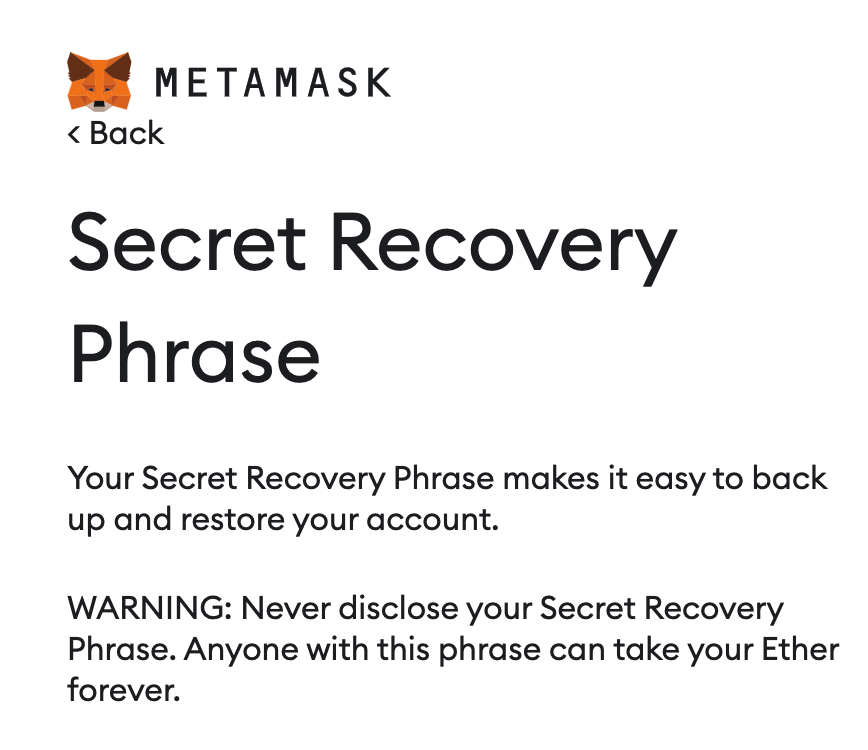 METAMASK
< Back
Secret Recovery
Phrase
Your Secret Recovery Phrase makes it easy to back
up and restore your account.
WARNING: Never disclose your Secret Recovery
Phrase. Anyone with this phrase can take your Ether
forever.